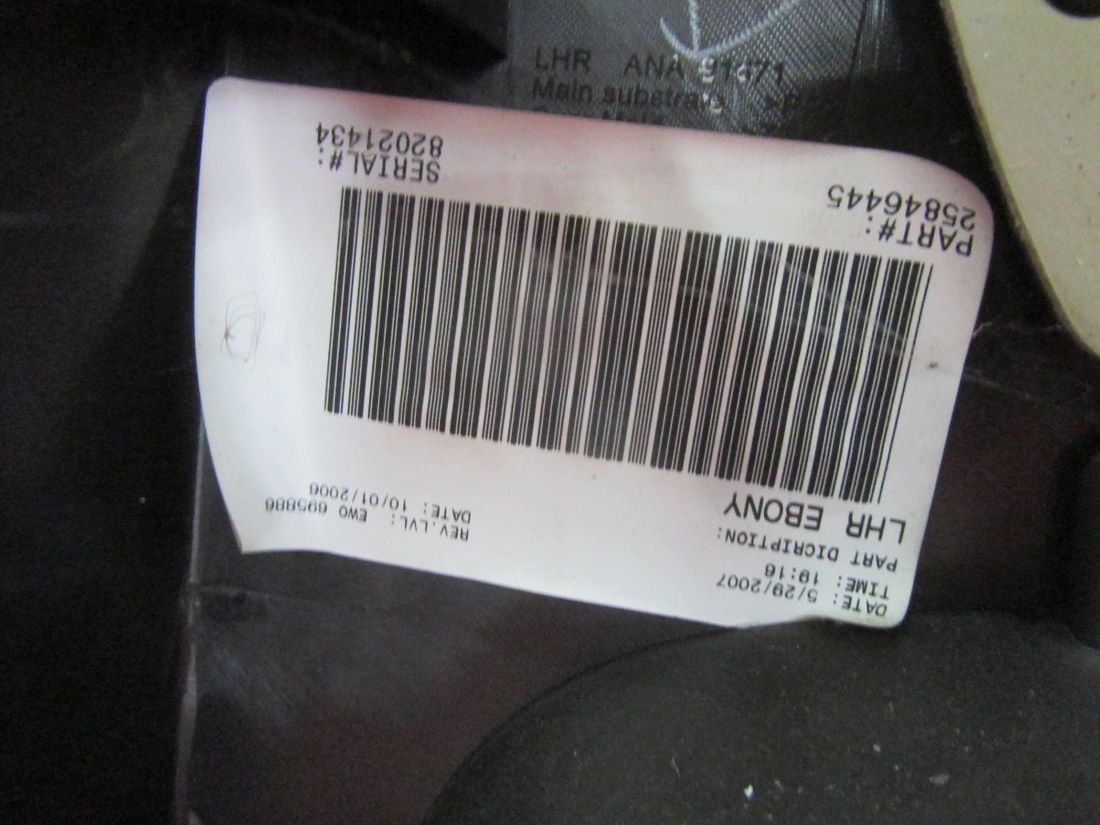 LHR ANA 91671
Main substrate
PART#:
25846445
SERIAL#:
82021434
LHR EBONY
PART DICRIPTION:
TIME: 19:16
DATE: 5/29/2007
REV.LVL: EWO 695886
DATE: 10/01/2006